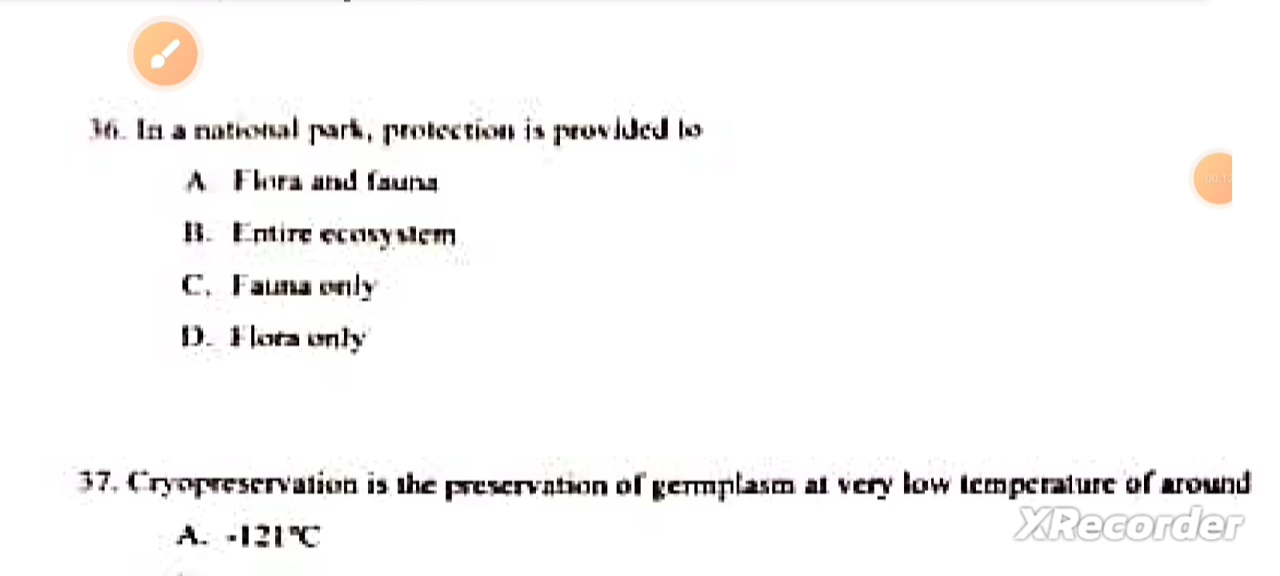 36. In a national park, protection is provided to
A Flora and fauna
B. Entire ecosystem
C. Fauna only
D. Flora only
37. Cryopreservation is the preservation of germplasm at very low temperature of around
A. -121°C
XRecorder